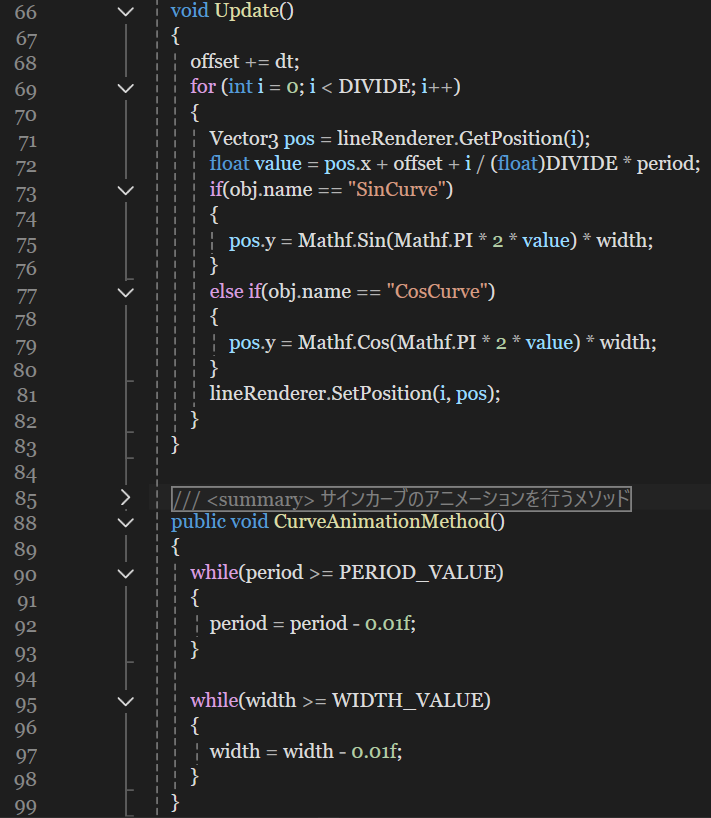 66 void Update()
67 {
68 offset += dt;
69 for (int i = 0; i < DIVIDE; i++)
70 {
71 Vector3 pos = lineRenderer.GetPosition(i);
72 float value = pos.x + offset + i / (float)DIVIDE * period;
73 if(obj.name == "SinCurve")
74 {
75 pos.y = Mathf.Sin(Mathf.PI * 2 * value) * width;
76 }
77 else if(obj.name == "CosCurve")
78 {
79 pos.y = Mathf.Cos(Mathf.PI * 2 * value) * width;
80 }
81 lineRenderer.SetPosition(i, pos);
82 }
83 }
84
85 /// <summary> サインカーブのアニメーションを行うメソッド
88 public void CurveAnimationMethod()
89 {
90 while(period >= PERIOD_VALUE)
91 {
92 period = period - 0.01f;
93 }
94
95 while(width >= WIDTH_VALUE)
96 {
97 width = width - 0.01f;
98 }
99 }